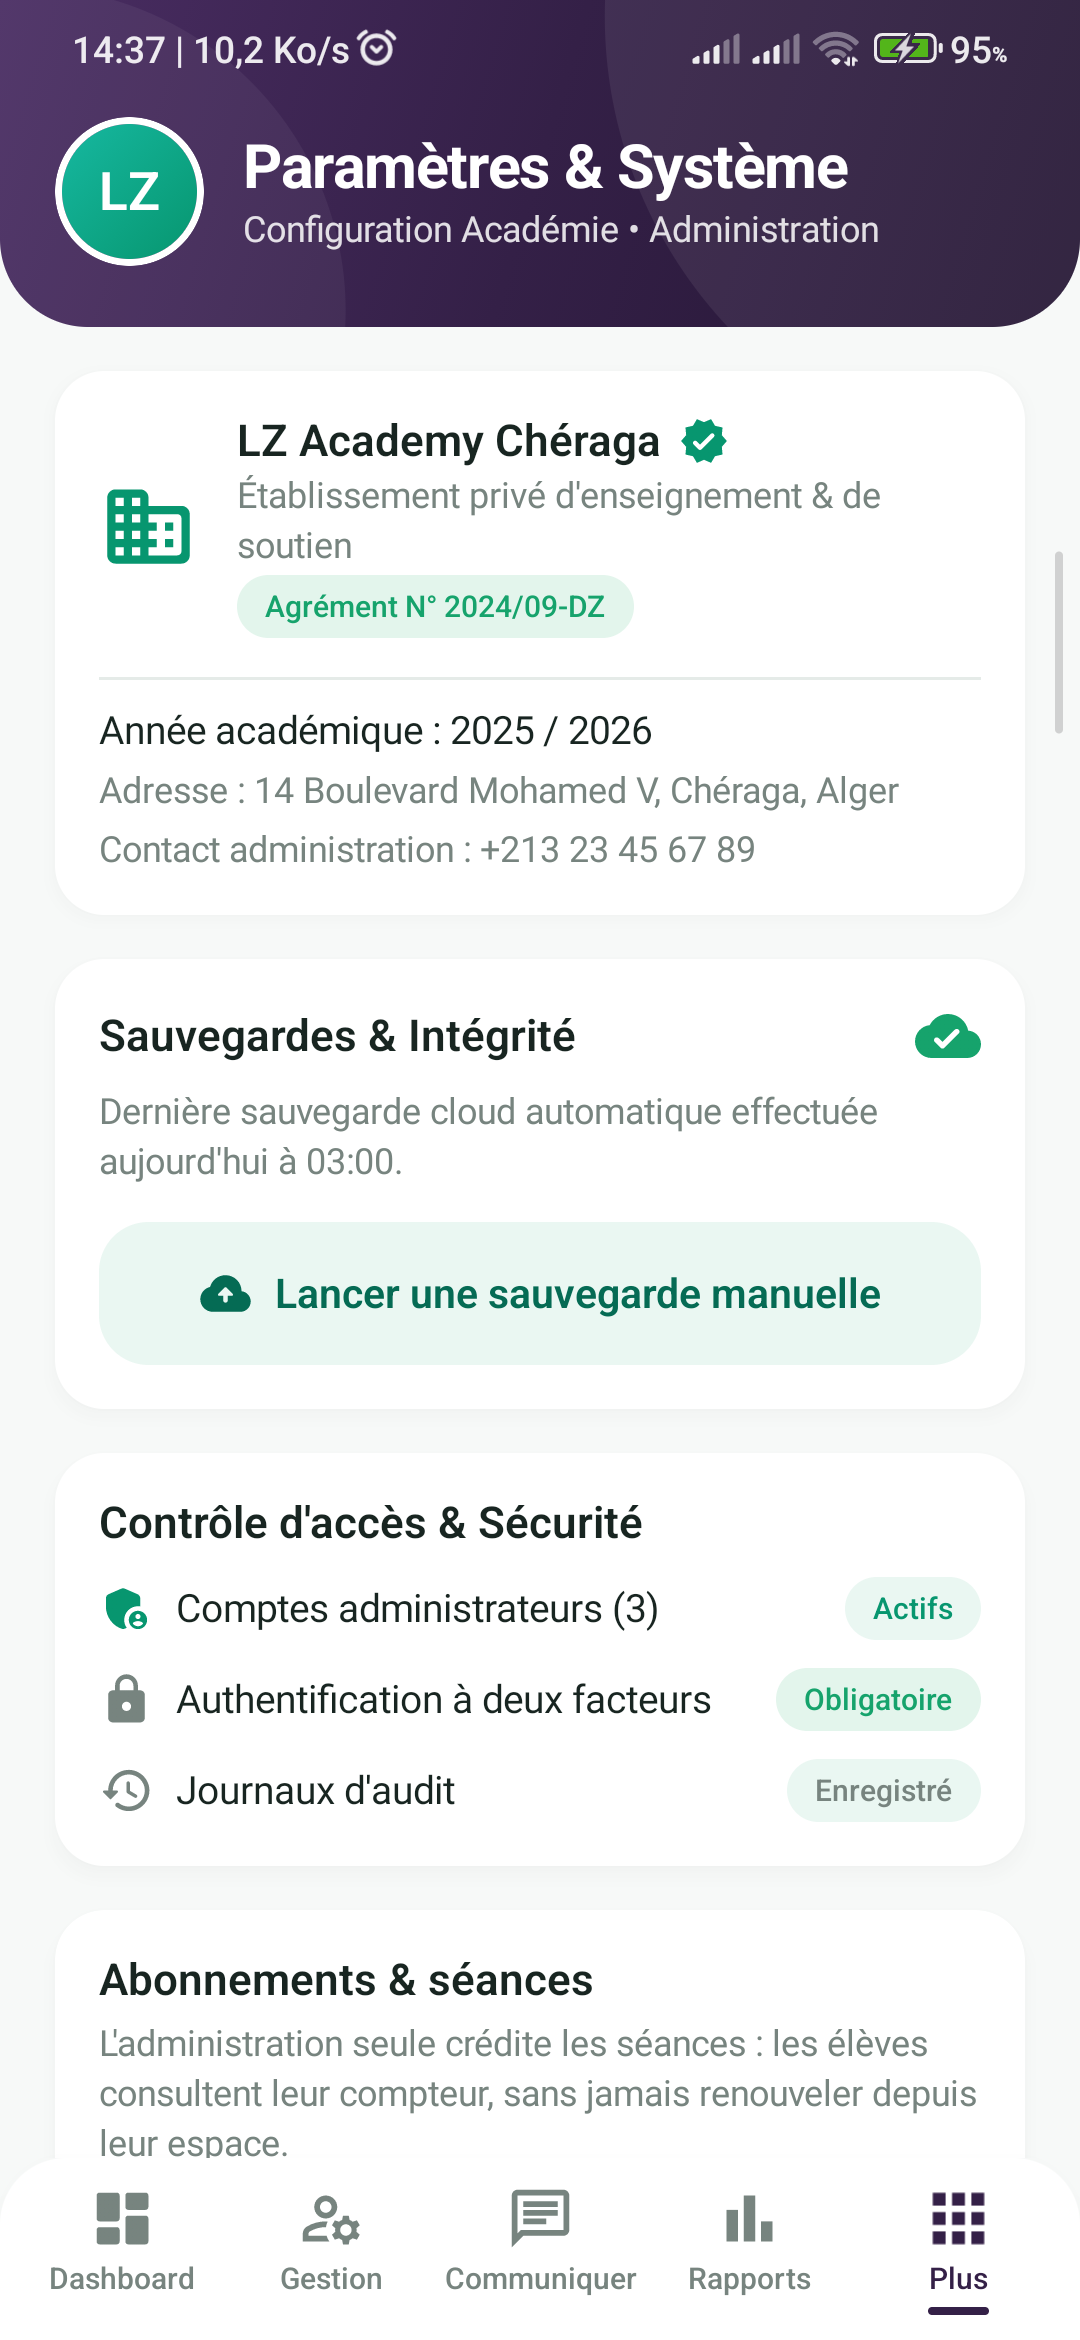 14:37 | 10,2 Ko/s
95%
LZ
Paramètres & Système
Configuration Académie • Administration
LZ Academy Chéraga
Établissement privé d'enseignement & de
soutien
Agrément N° 2024/09-DZ
Année académique : 2025 / 2026
Adresse : 14 Boulevard Mohamed V, Chéraga, Alger
Contact administration : +213 23 45 67 89
Sauvegardes & Intégrité
Dernière sauvegarde cloud automatique effectuée
aujourd'hui à 03:00.
Lancer une sauvegarde manuelle
Contrôle d'accès & Sécurité
Comptes administrateurs (3)
Actifs
Authentification à deux facteurs
Obligatoire
Journaux d'audit
Enregistré
Abonnements & séances
L'administration seule crédite les séances : les élèves
consultent leur compteur, sans jamais renouveler depuis
leur espace.
Dashboard
Gestion
Communiquer
Rapports
Plus